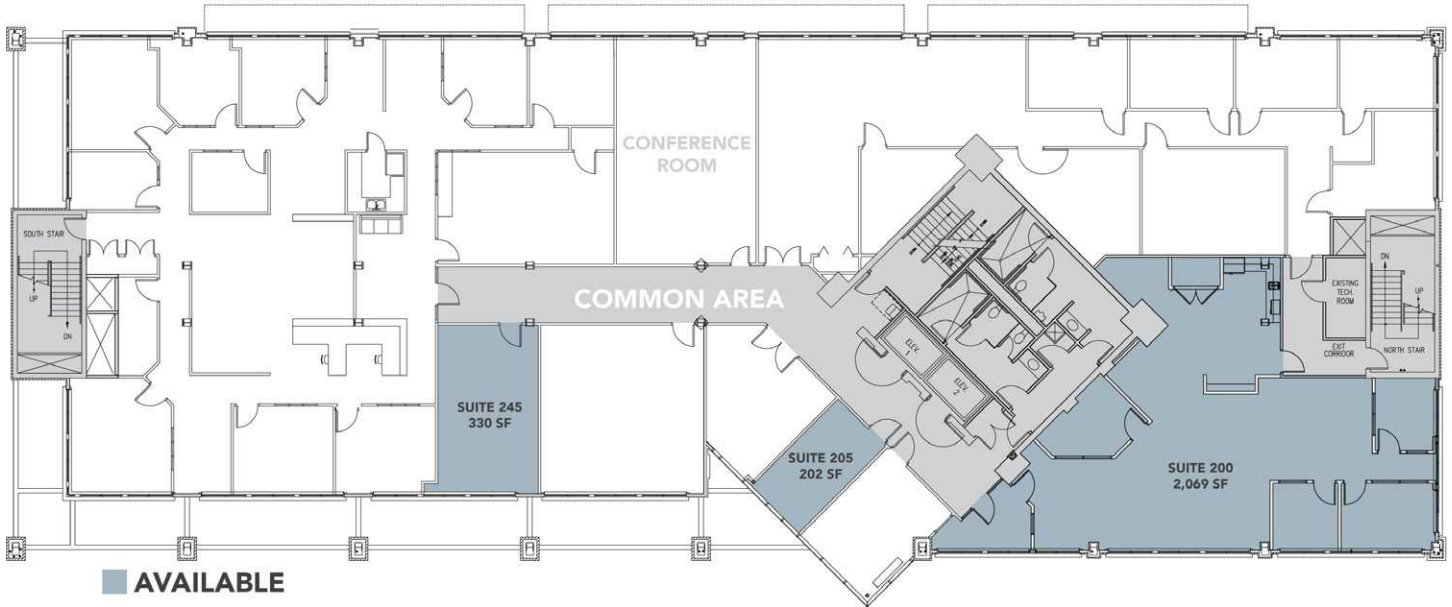 CONFERENCE
ROOM
SOUTH STAIR
UP
DN
COMMON AREA
ELEV.
1
ELEV.
2
DN
EXISTING
TECH.
ROOM
UP
EXIT
CORRIDOR
NORTH STAIR
SUITE 245
330 SF
SUITE 205
202 SF
SUITE 200
2,069 SF
AVAILABLE